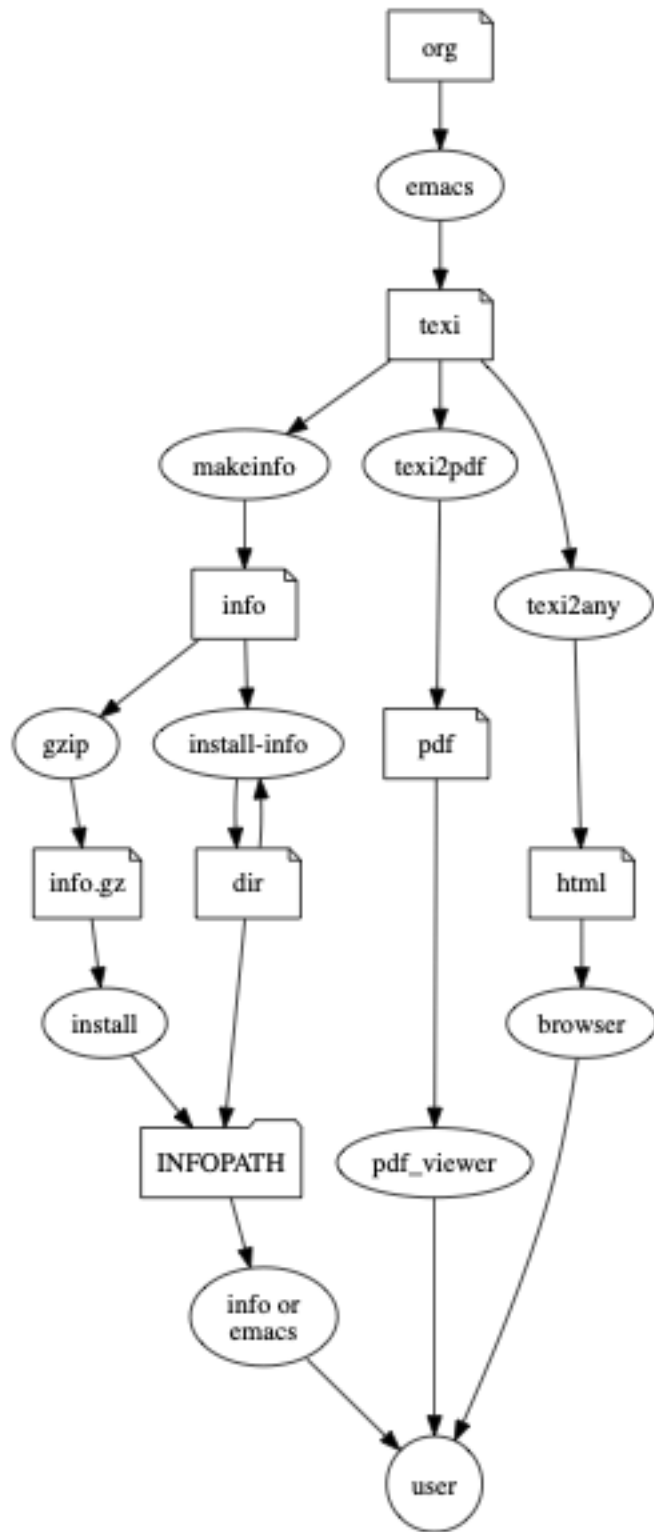 org
emacs
texi
makeinfo
texi2pdf
info
texi2any
gzip
install-info
pdf
info.gz
dir
html
install
browser
INFOPATH
pdf_viewer
info or
emacs
user